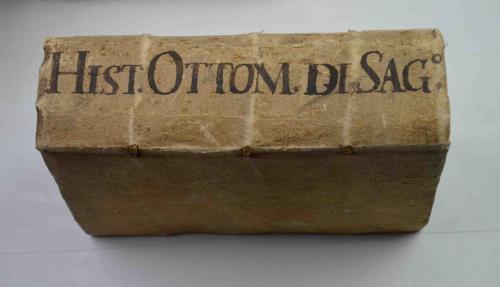 HIST. OTTOM. DI. SAG.º